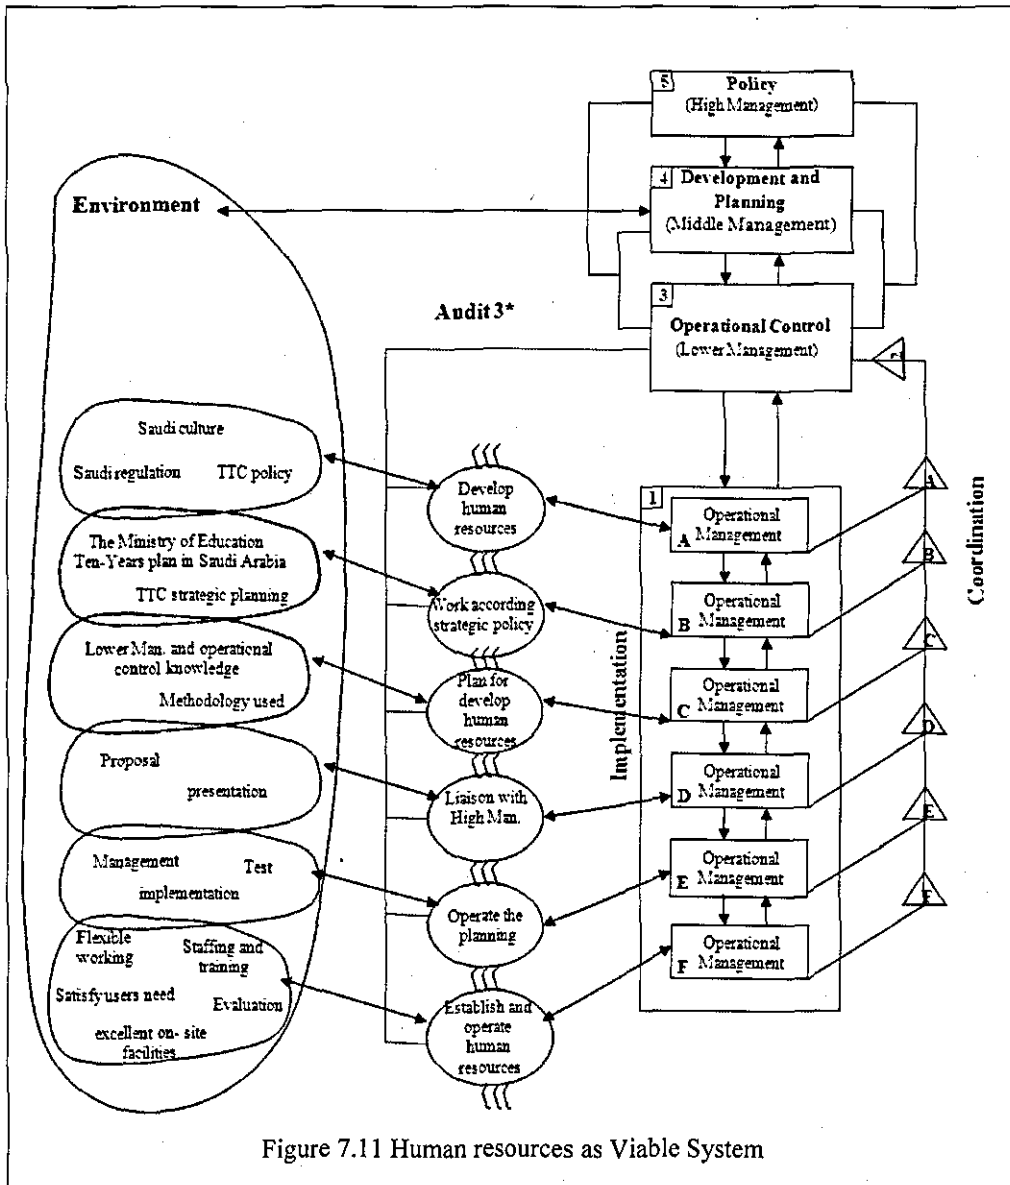 5
Policy
(High Management)
4
Development and
Planning
(Middle Management)
Environment
3
Operational Control
(Lower Management)
Audit 3*
2
Saudi culture
Saudi regulation TTC policy
The Ministry of Education
Ten-Years plan in Saudi Arabia
TTC strategic planning
Lower Man. and operational
control knowledge
Methodology used
Proposal
presentation
Management Test
implementation
Flexible
working
Staffing and
training
Satisfy users need
Evaluation
excellent on- site
facilities
Develop
human
resources
Work according
strategic policy
Plan for
develop
human
resources
Liaison with
High Man.
Operate the
planning
Establish and
operate
human
resources
Implementation
1
Operational
A Management
Operational
B Management
Operational
C Management
Operational
D Management
Operational
E Management
Operational
F Management
A
B
C
D
E
F
Coordination
Figure 7.11 Human resources as Viable System